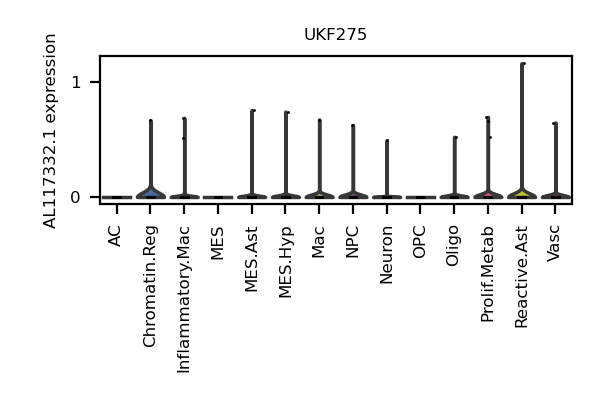 UKF275
AL117332.1 expression
1
0
AC
Chromatin.Reg
Inflammatory.Mac
MES
MES.Ast
MES.Hyp
Mac
NPC
Neuron
OPC
Oligo
Prolif.Metab
Reactive.Ast
Vasc